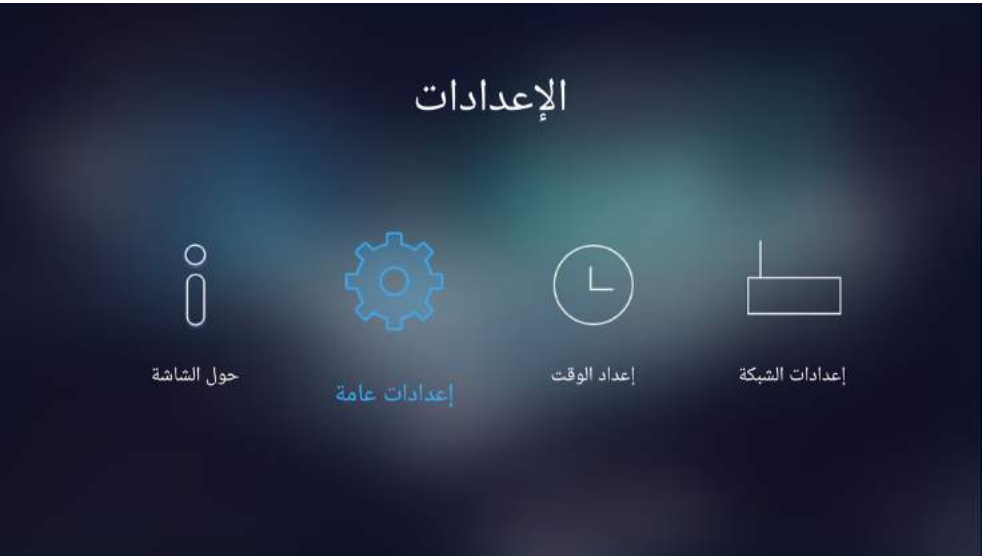 الإعدادات
إعدادات الشبكة
إعداد الوقت
إعدادات عامة
حول الشاشة